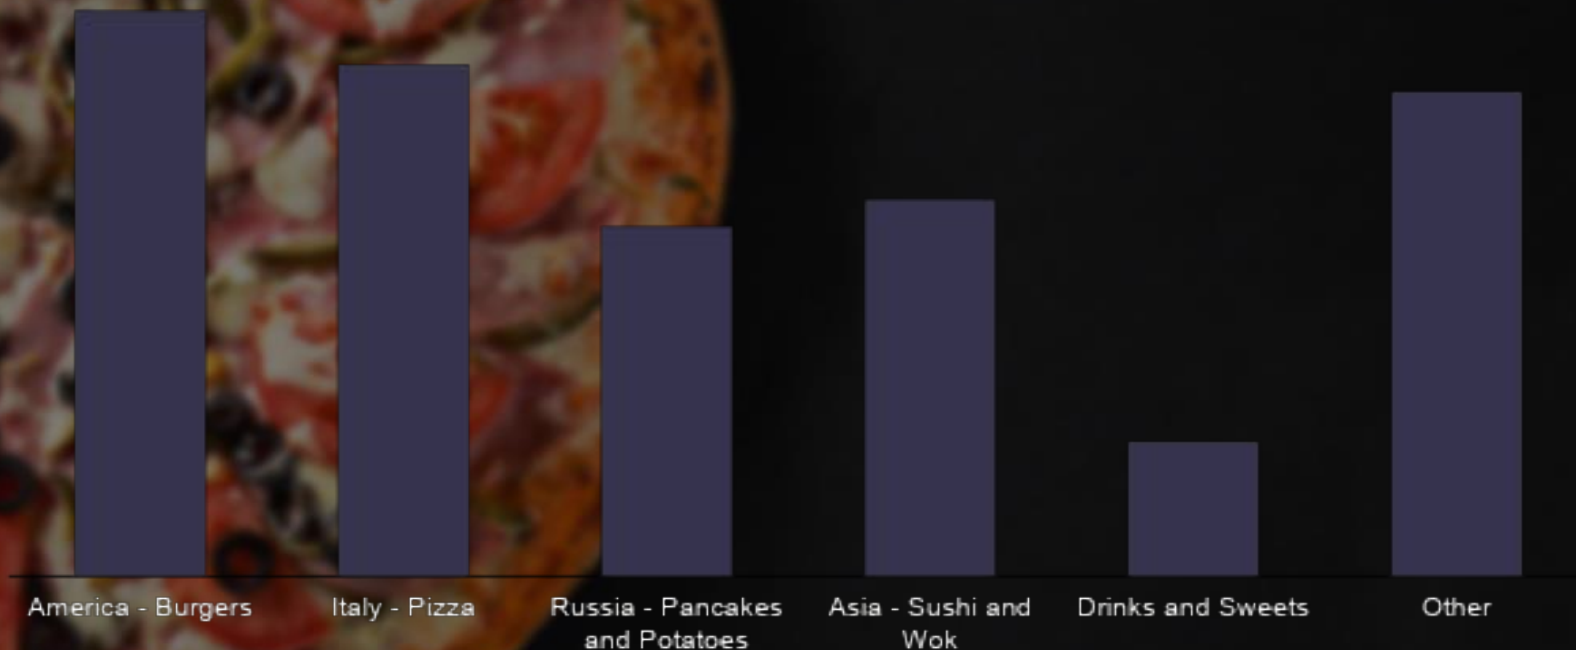 America - Burgers
Italy - Pizza
Russia - Pancakes
and Potatoes
Asia - Sushi and
Wok
Drinks and Sweets
Other